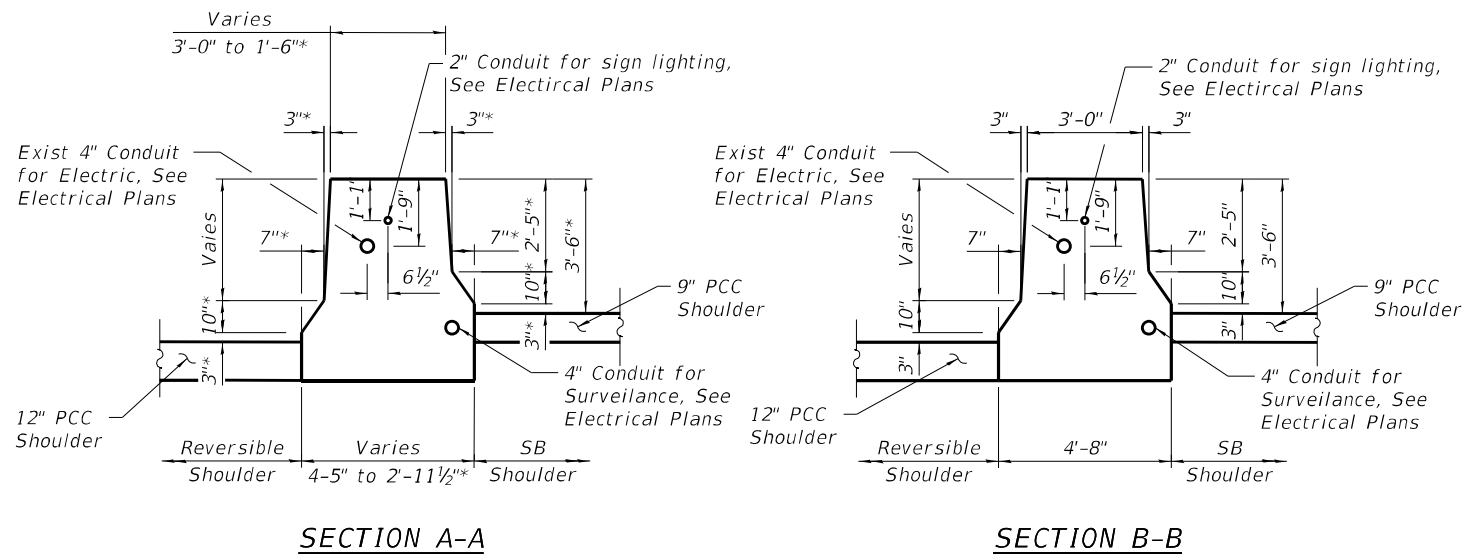 Varies
3'-0" to 1'-6"*
2" Conduit for sign lighting,
See Electircal Plans
3"*
3"*
Exist 4" Conduit
for Electric, See
Electrical Plans
1'-1'
1'-9"
2'-5"*
3'-6"*
Vaies
7"*
7"*
6½"
10"*
10"*
9" PCC
Shoulder
3"*
3"*
4" Conduit for
Surveilance, See
Electrical Plans
12" PCC
Shoulder
Reversible
Shoulder
Varies
4-5" to 2'-11½"*
SB
Shoulder
SECTION A-A
2" Conduit for sign lighting,
See Electircal Plans
3"
3'-0"
3"
Exist 4" Conduit
for Electric, See
Electrical Plans
1'-1'
1'-9"
2'-5"
3'-6"
Vaies
7"
7"
6½"
10"
10"
9" PCC
Shoulder
3"
3"
4" Conduit for
Surveilance, See
Electrical Plans
12" PCC
Shoulder
Reversible
Shoulder
4'-8"
SB
Shoulder
SECTION B-B